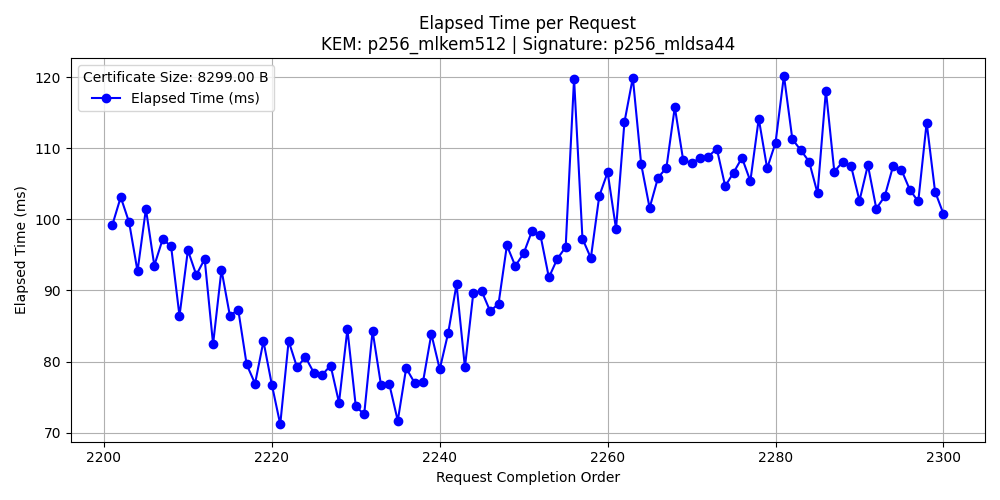 Elapsed Time per Request
KEM: p256_mlkem512 | Signature: p256_mldsa44
Certificate Size: 8299.00 B
Elapsed Time (ms)
120
110
100
90
80
70
Elapsed Time (ms)
2200
2220
2240
2260
2280
2300
Request Completion Order